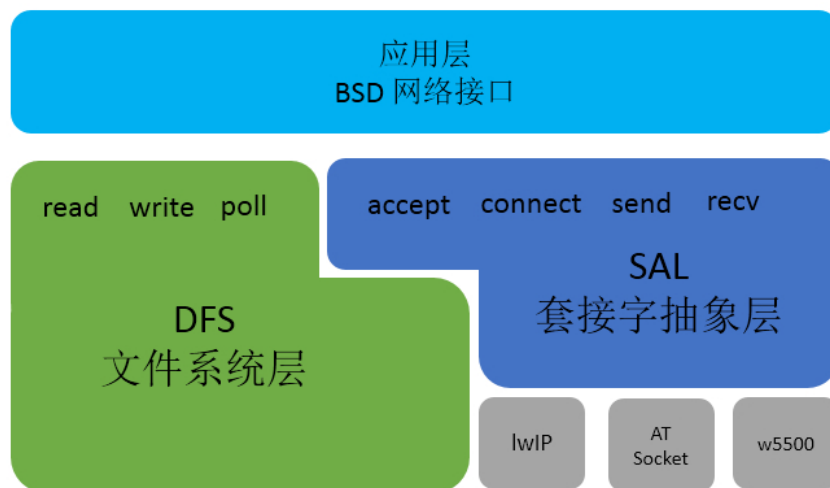 应用层
BSD 网络接口
read write poll
accept connect send recv
DFS
文件系统层
SAL
套接字抽象层
lwIP
AT
Socket
w5500